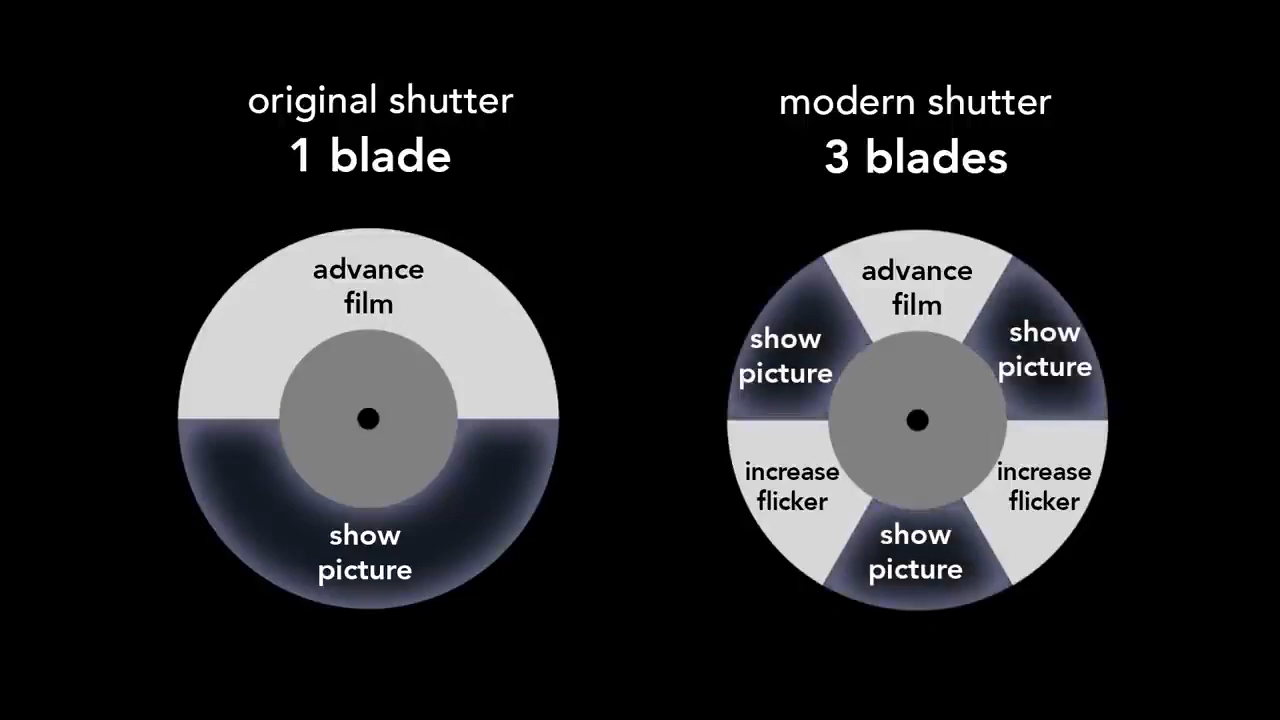 original shutter
1 blade
advance
film
show
picture
modern shutter
3 blades
advance
film
show
picture
show
picture
increase
flicker
increase
flicker
show
picture